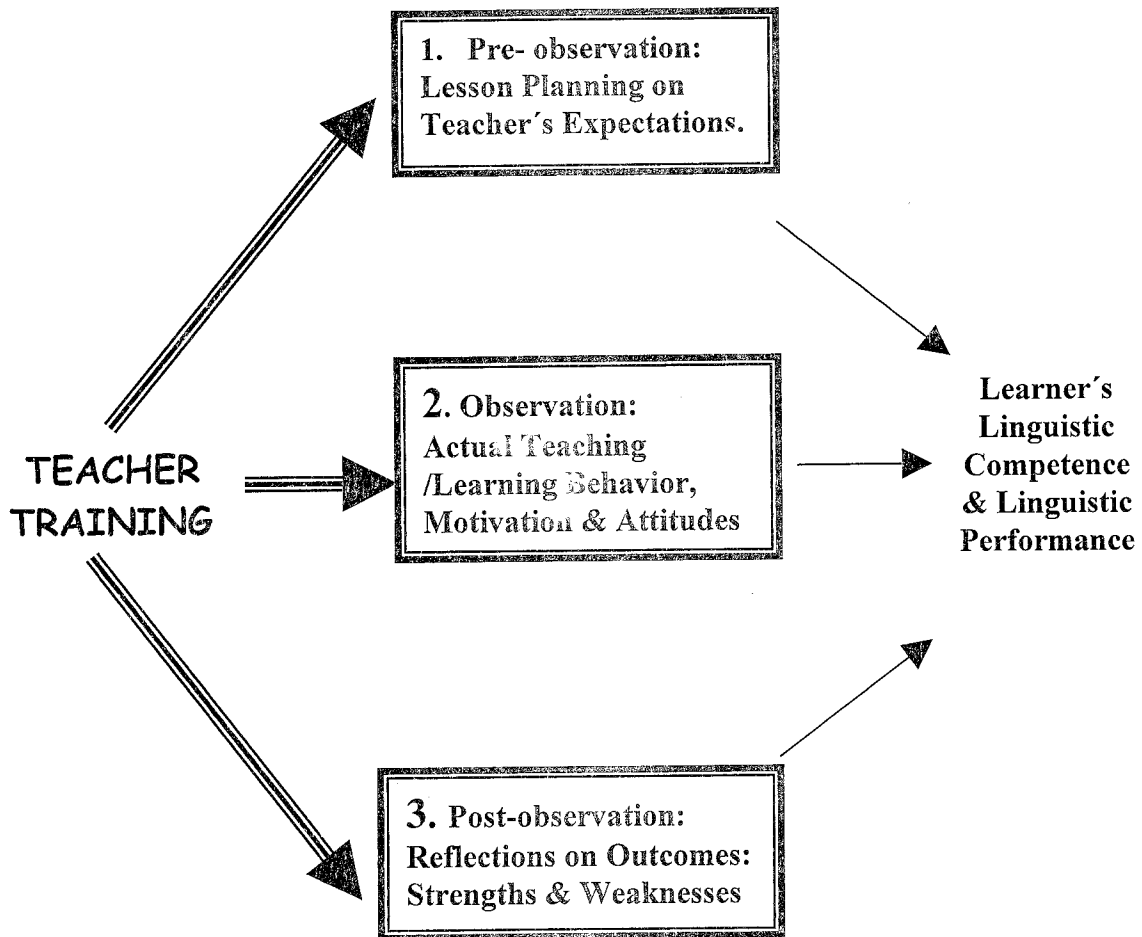 1. Pre- observation:
Lesson Planning on
Teacher´s Expectations.
TEACHER
TRAINING
2. Observation:
Actual Teaching
/Learning Behavior,
Motivation & Attitudes
Learner´s
Linguistic
Competence
& Linguistic
Performance
3. Post-observation:
Reflections on Outcomes:
Strengths & Weaknesses